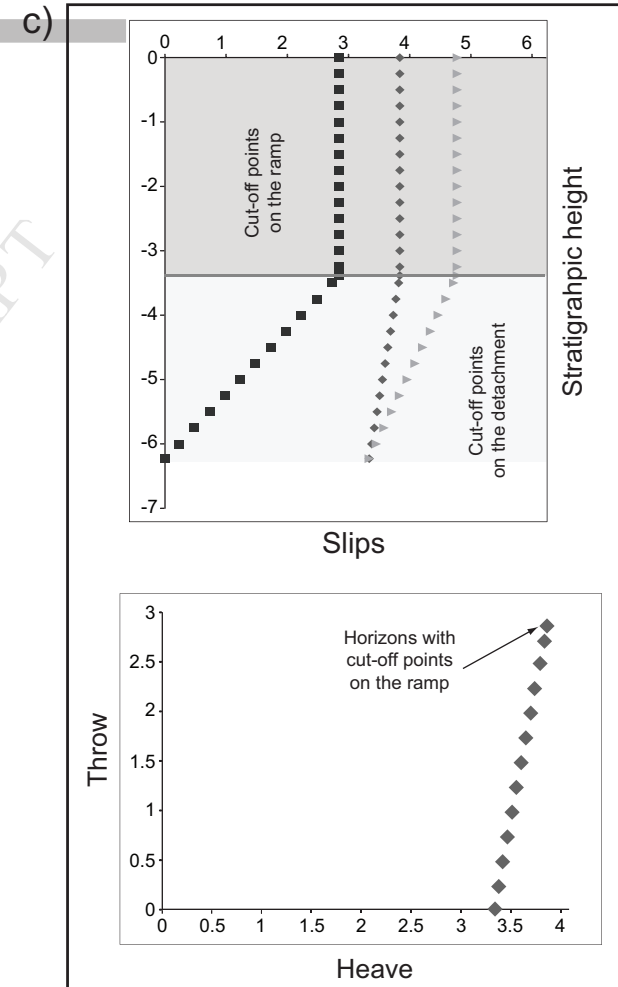 c)
0 1 2 3 4 5 6
0
-1
-2
-3
-4
-5
-6
-7
Cut-off points
on the ramp
Cut-off points
on the detachment
Stratigrahpic height
Slips
3
2.5
2
1.5
1
0.5
0
Horizons with
cut-off points
on the ramp
Throw
0 0.5 1 1.5 2 2.5 3 3.5 4
Heave